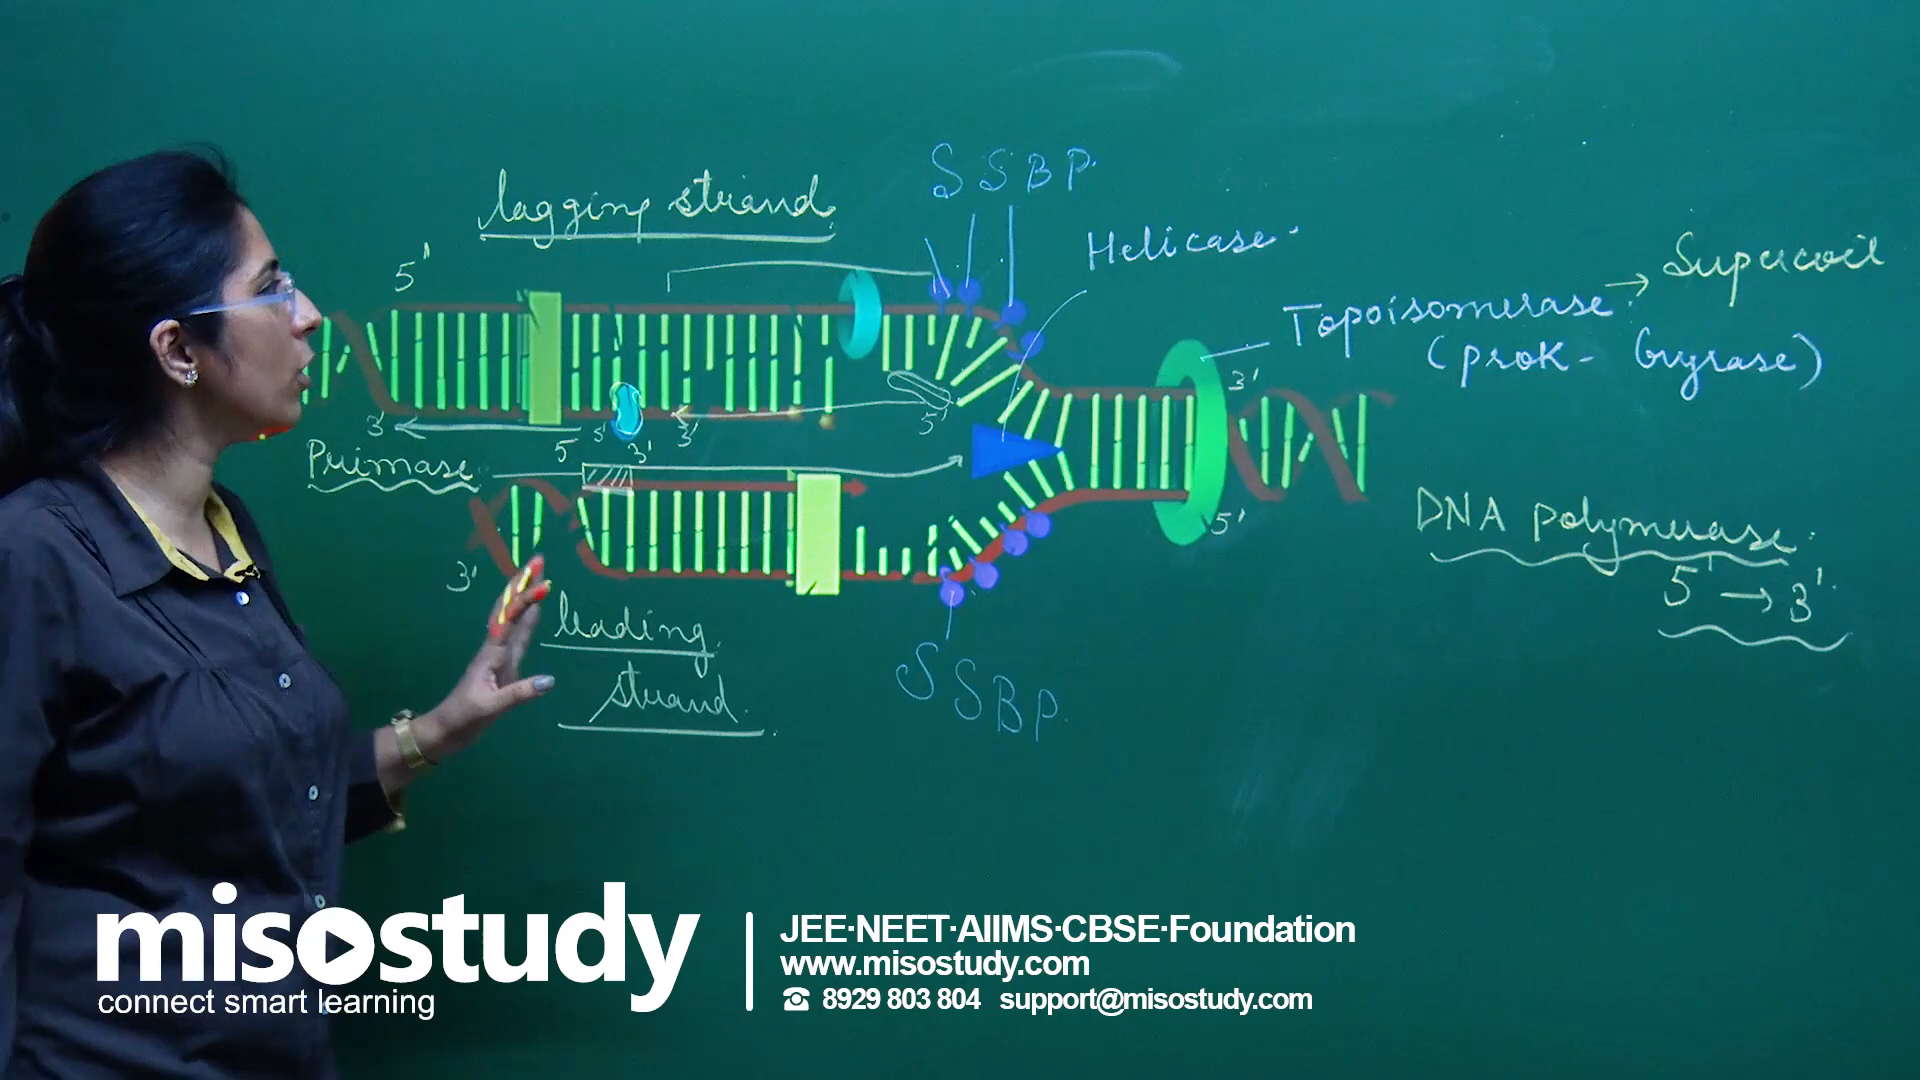 SSBP.
lagging strand
Helicase.
5'
Topoisomerase. → Supercoil
(proK- Gyrase)
3'
3'
5 5' 3' 3' 5'
Primase
5'
DNA polymerase.
5' → 3'
3'
leading
strand.
SSBP.
misostudy
connect smart learning
JEE·NEET·AIIMS·CBSE·Foundation
www.misostudy.com
☎ 8929 803 804 support@misostudy.com